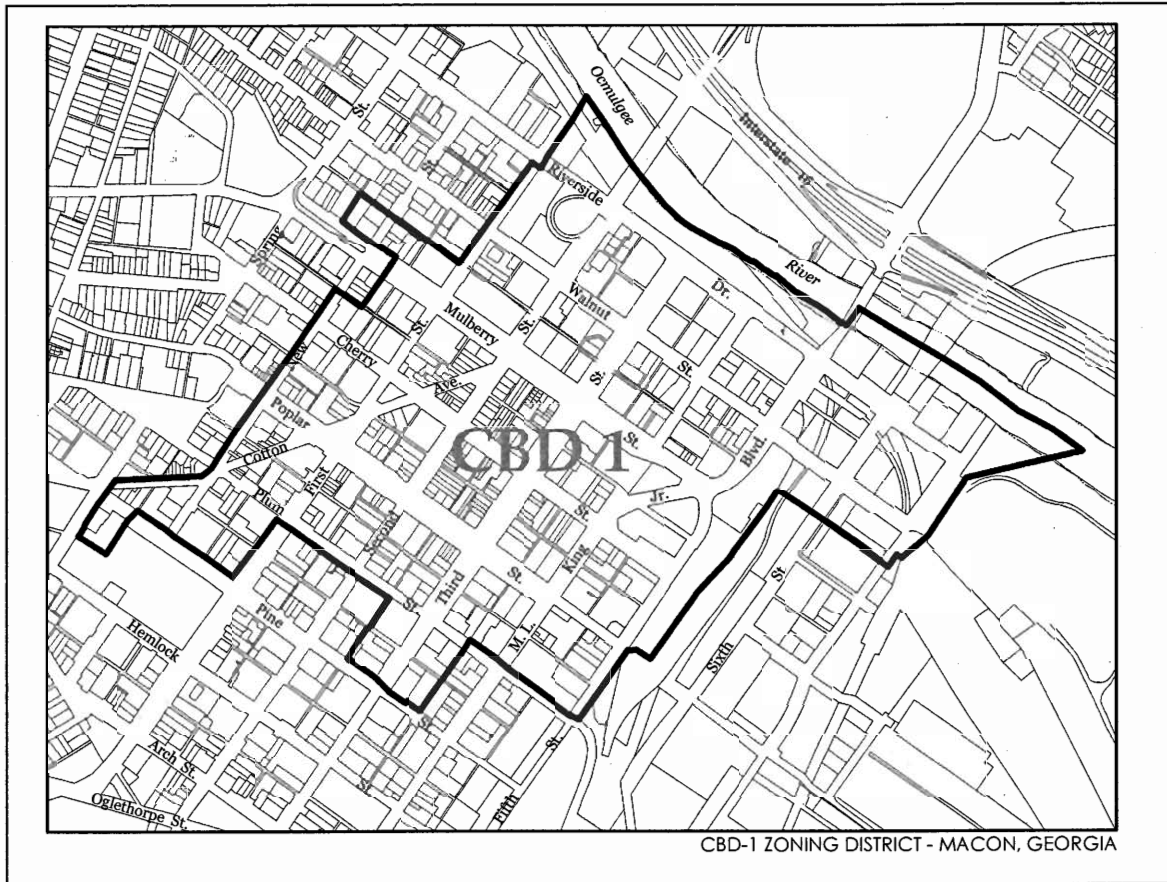 Ocmulgee
Interstate 16
St.
St.
Riverside
Spring
River
Walnut
Dr.
Mulberry
St.
St.
New
Cherry
Ave.
St.
St.
Poplar
CBD 1
St.
Blvd.
Cotton
First
Jr.
Plum
St.
Second
King
St.
Third
St.
St.
M. L.
Pine
Sixth
Hemlock
St.
Arch St.
St.
St.
Fifth
Oglethorpe St.
CBD-1 ZONING DISTRICT - MACON, GEORGIA